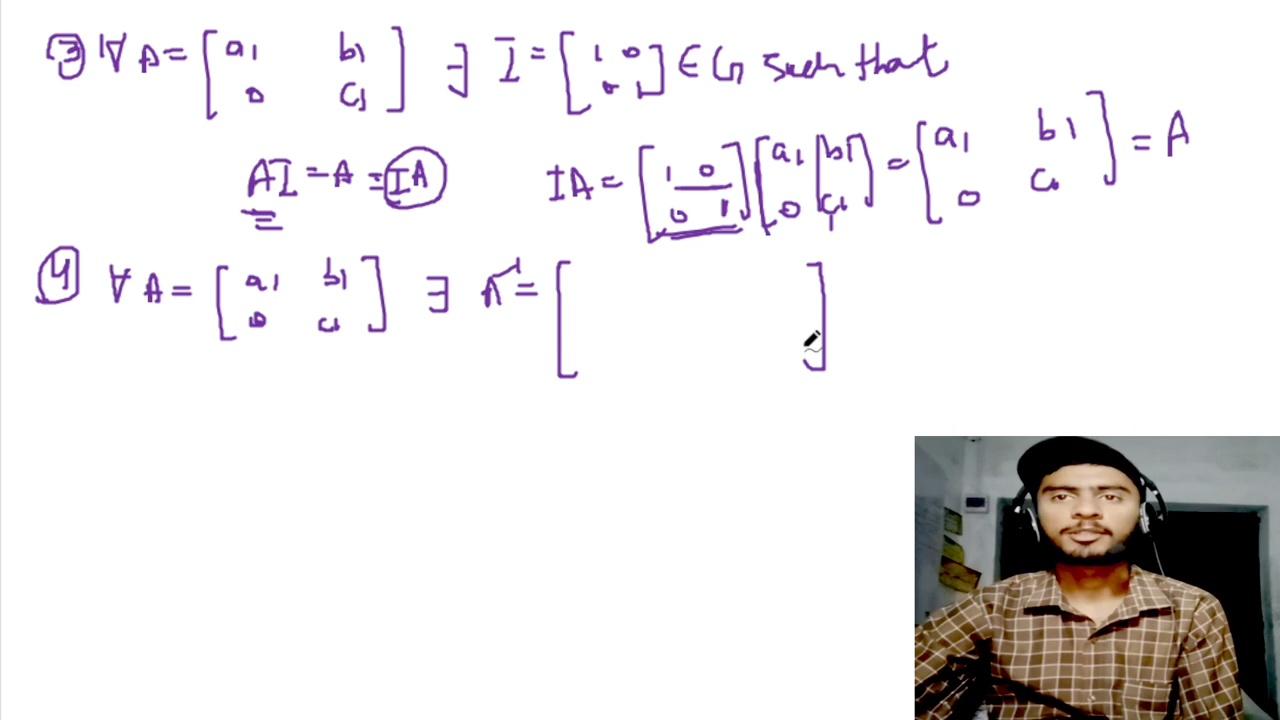 ③ ∀ A = [a1 b1; 0 c1] ∃ I = [1 0; 0 1] ∈ G such that
AI = A = IA IA = [1 0; 0 1] [a1 b1; 0 c1] = [a1 b1; 0 c1] = A
④ ∀ A = [a1 b1; 0 c1] ∃ A⁻¹ = [ ]